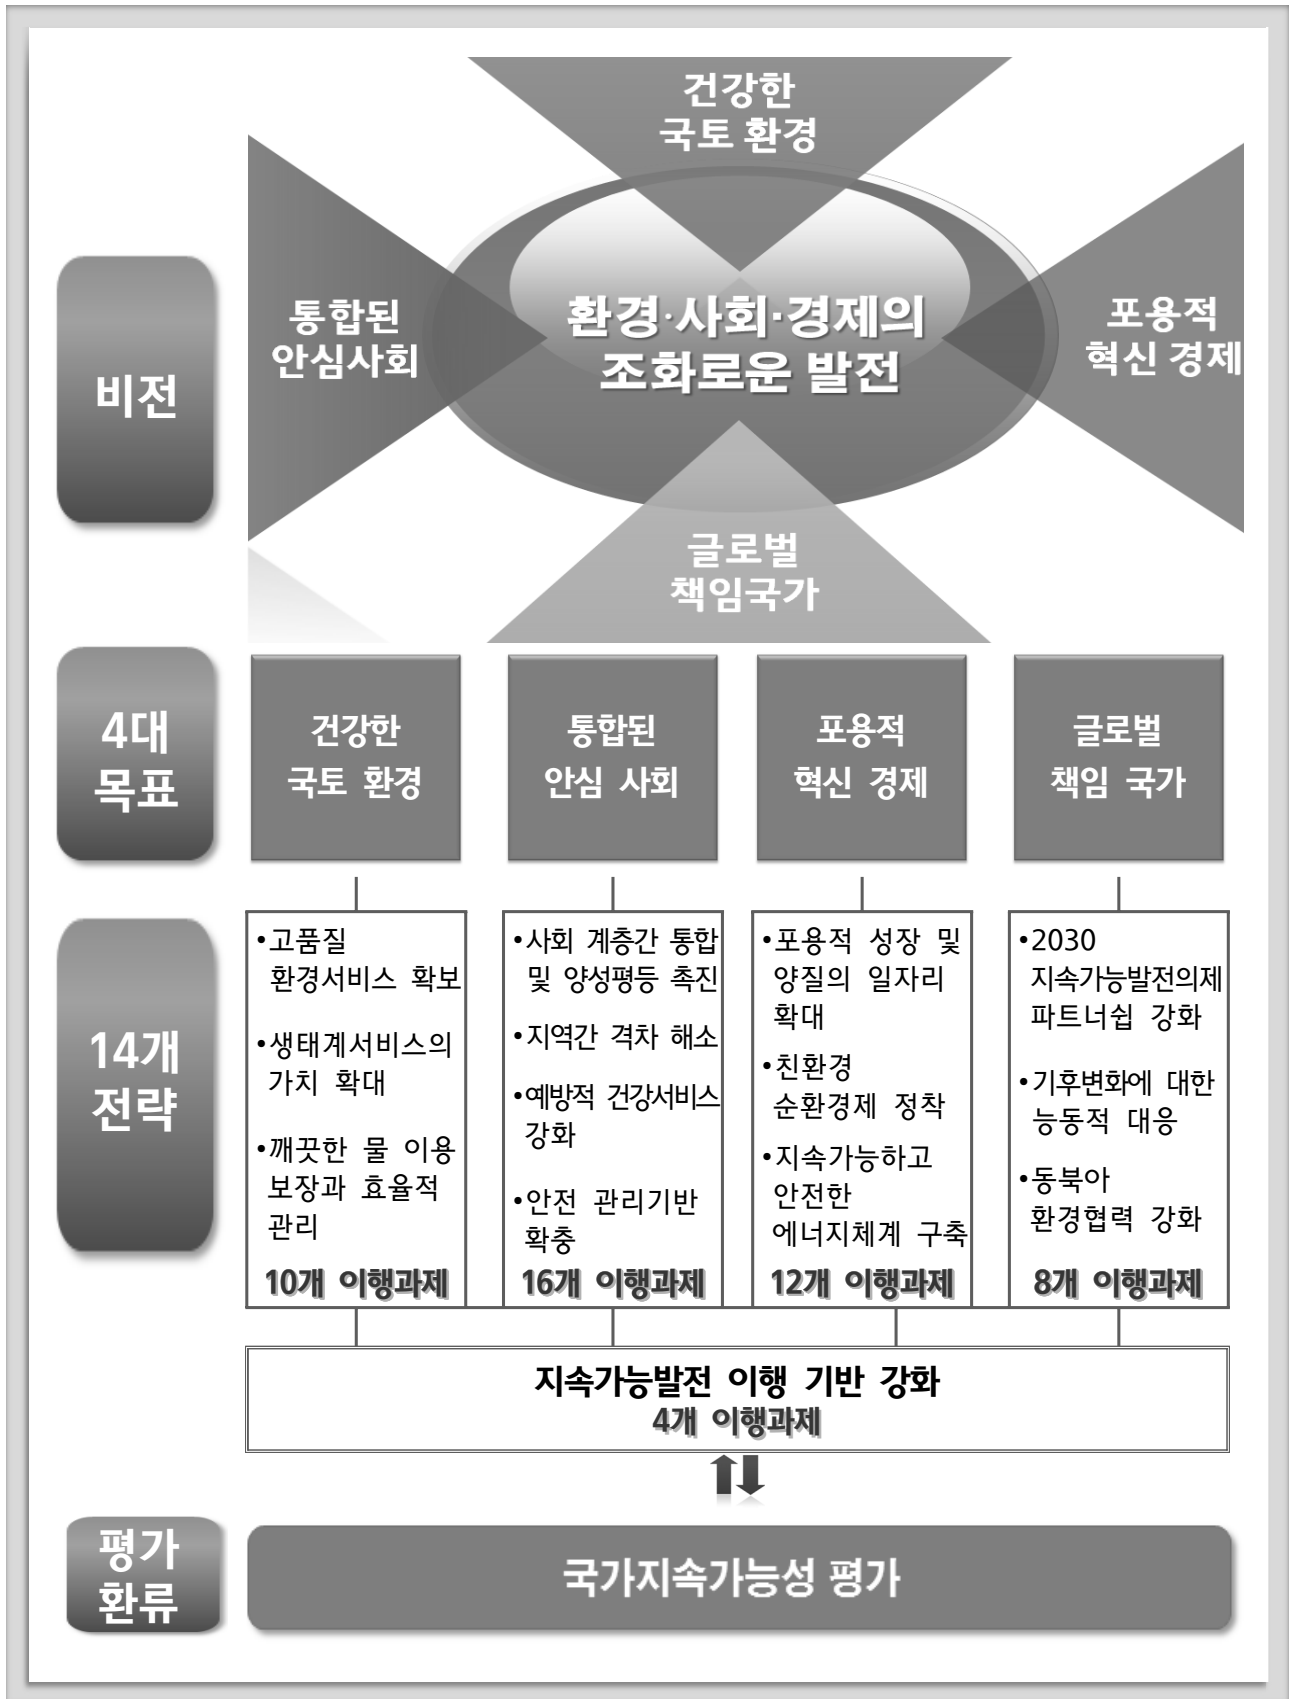 건강한
국토 환경
통합된
안심사회
환경·사회·경제의
조화로운 발전
포용적
혁신 경제
비전
글로벌
책임국가
4대
목표
건강한
국토 환경
통합된
안심 사회
포용적
혁신 경제
글로벌
책임 국가
14개
전략
•고품질
환경서비스 확보
•생태계서비스의
가치 확대
•깨끗한 물 이용
보장과 효율적
관리
10개 이행과제
•사회 계층간 통합
및 양성평등 촉진
•지역간 격차 해소
•예방적 건강서비스
강화
•안전 관리기반
확충
16개 이행과제
•포용적 성장 및
양질의 일자리
확대
•친환경
순환경제 정착
•지속가능하고
안전한
에너지체계 구축
12개 이행과제
•2030
지속가능발전의제
파트너쉽 강화
•기후변화에 대한
능동적 대응
•동북아
환경협력 강화
8개 이행과제
지속가능발전 이행 기반 강화
4개 이행과제
평가
환류
국가지속가능성 평가